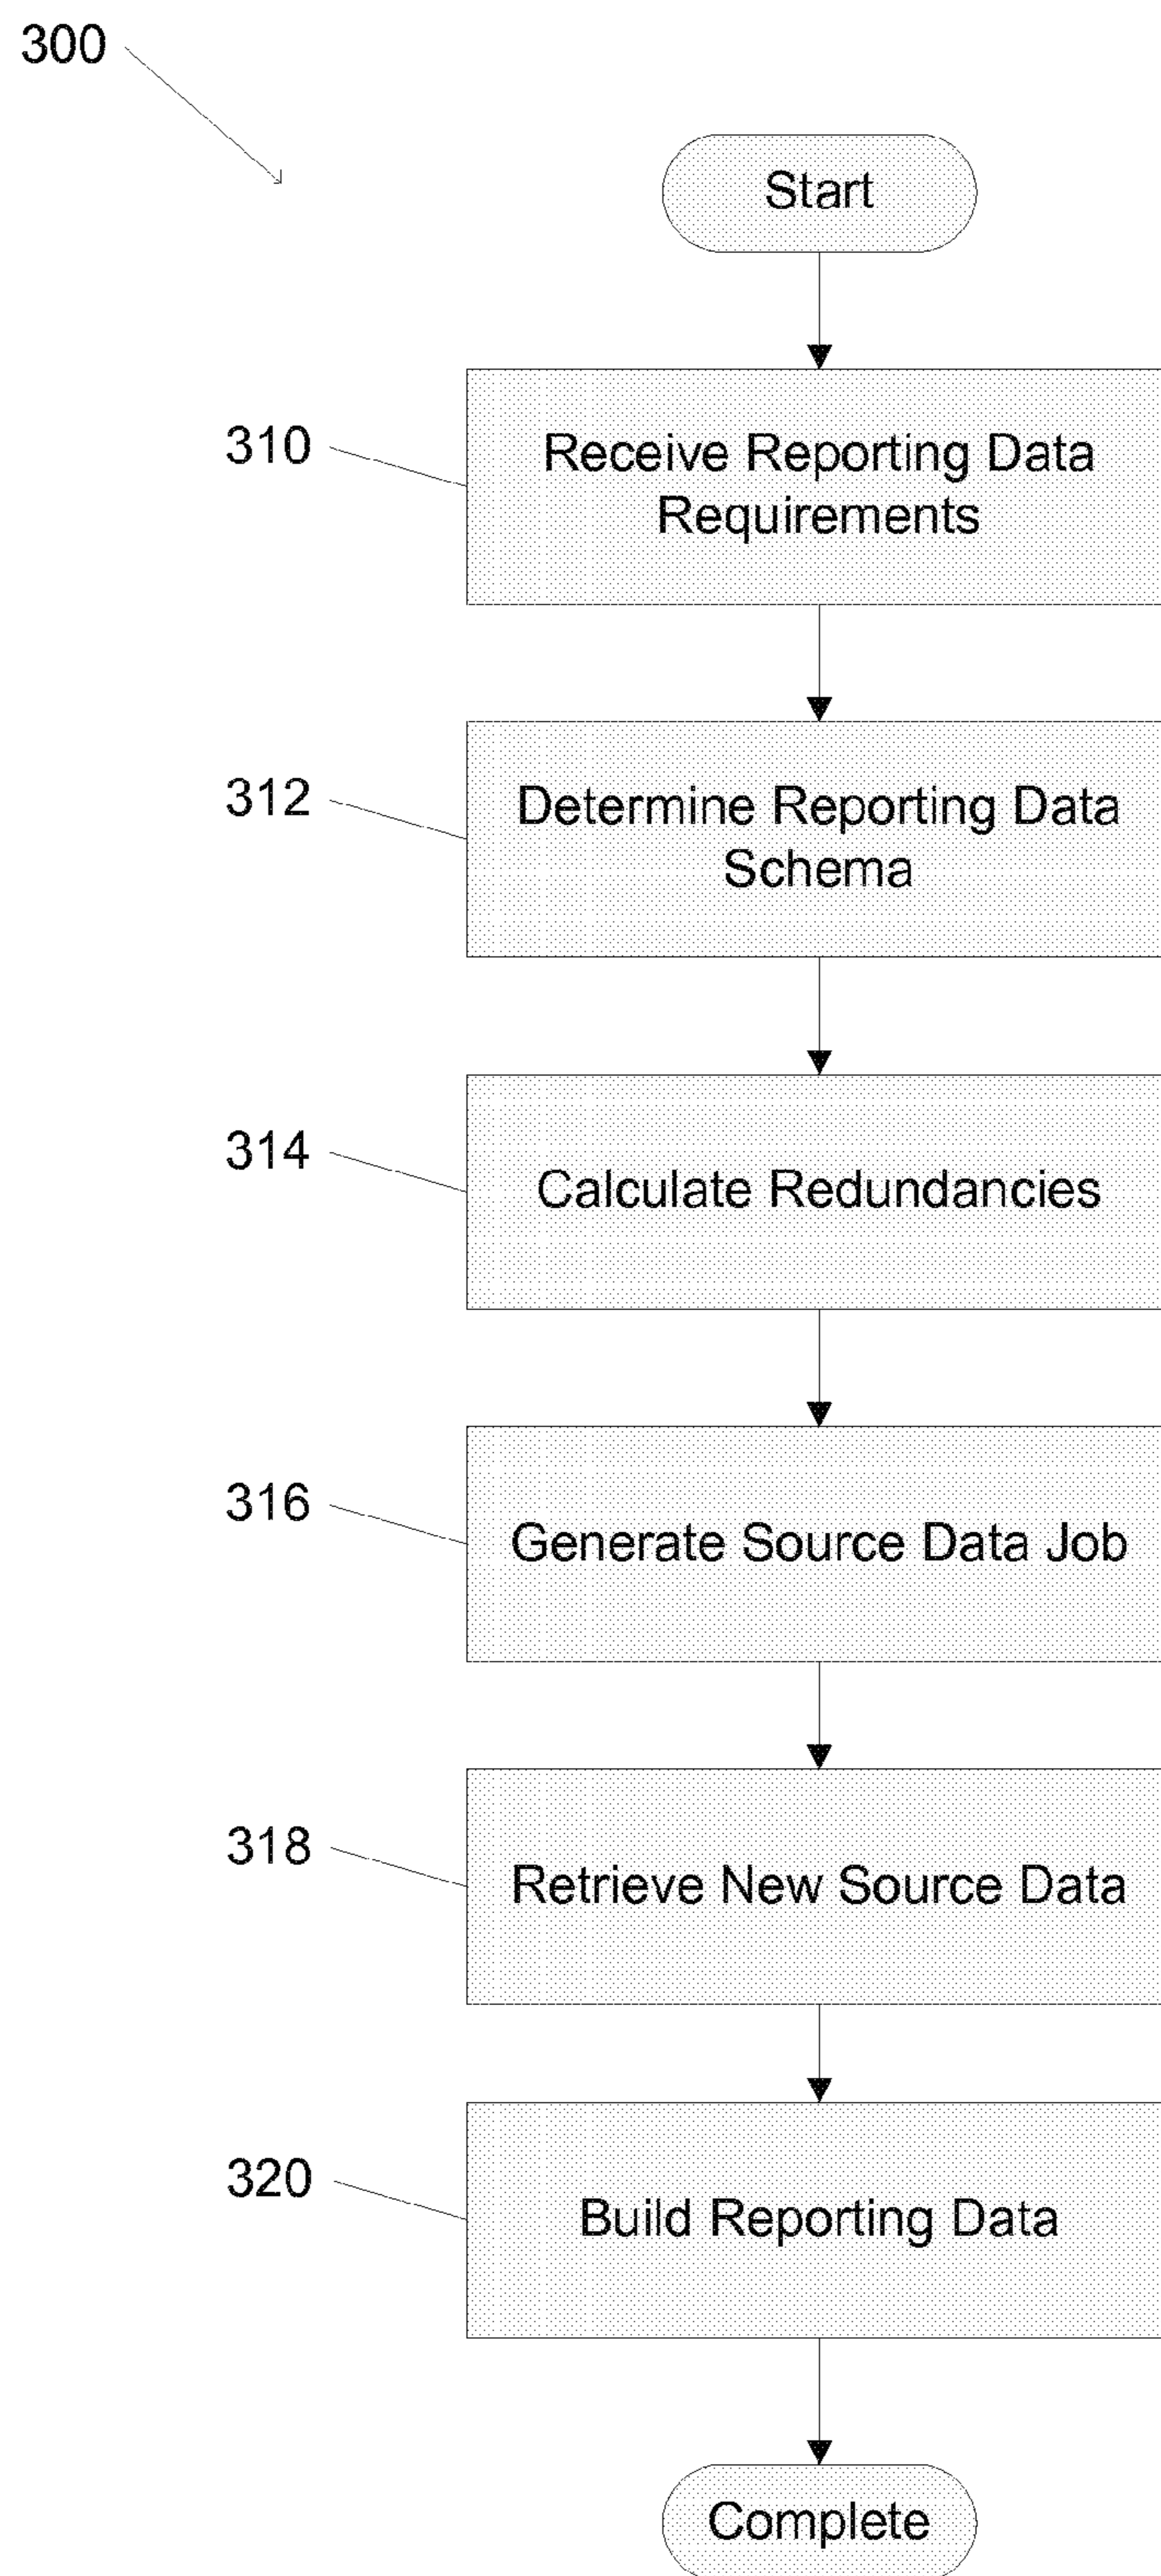 300
Start
310
Receive Reporting Data
Requirements
312
Determine Reporting Data
Schema
314
Calculate Redundancies
316
Generate Source Data Job
318
Retrieve New Source Data
320
Build Reporting Data
Complete